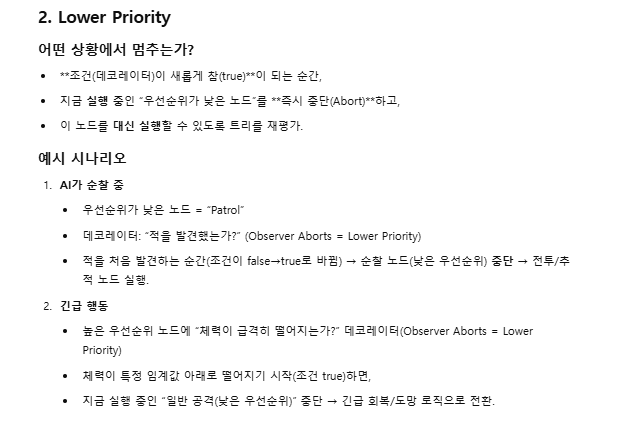 2. Lower Priority
어떤 상황에서 멈추는가?
• **조건(데코레이터)이 새롭게 참(true)**이 되는 순간,
• 지금 실행 중인 “우선순위가 낮은 노드”를 **즉시 중단(Abort)**하고,
• 이 노드를 대신 실행할 수 있도록 트리를 재평가.
예시 시나리오
1. AI가 순찰 중
• 우선순위가 낮은 노드 = “Patrol”
• 데코레이터: “적을 발견했는가?” (Observer Aborts = Lower Priority)
• 적을 처음 발견하는 순간(조건이 false→true로 바뀜) → 순찰 노드(낮은 우선순위) 중단 → 전투/추
적 노드 실행.
2. 긴급 행동
• 높은 우선순위 노드에 “체력이 급격히 떨어지는가?” 데코레이터(Observer Aborts = Lower
Priority)
• 체력이 특정 임계값 아래로 떨어지기 시작(조건 true)하면,
• 지금 실행 중인 “일반 공격(낮은 우선순위)” 중단 → 긴급 회복/도망 로직으로 전환.